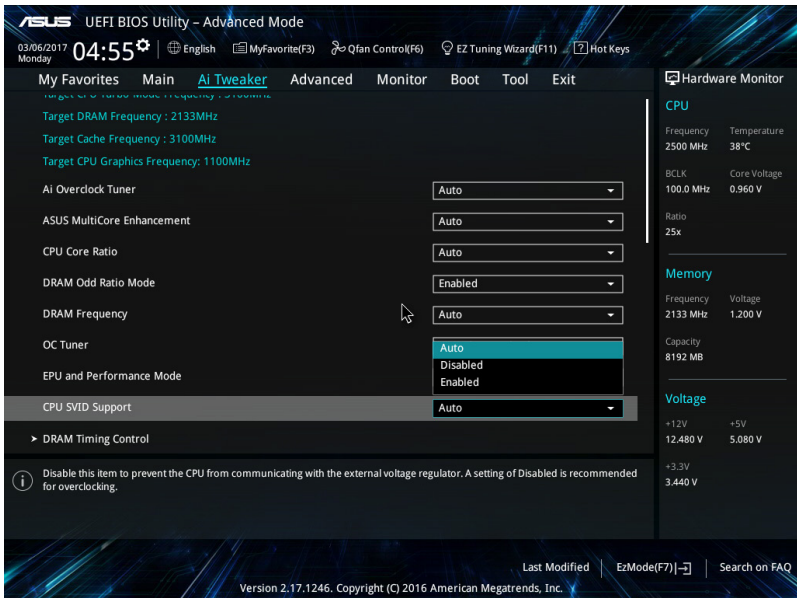 ASUS UEFI BIOS Utility – Advanced Mode
03/06/2017 Monday 04:55 English MyFavorite(F3) Qfan Control(F6) EZ Tuning Wizard(F11) ? Hot Keys
My Favorites Main Ai Tweaker Advanced Monitor Boot Tool Exit
Target CPU Turbo-Mode Frequency : 3100MHz
Target DRAM Frequency : 2133MHz
Target Cache Frequency : 3100MHz
Target CPU Graphics Frequency: 1100MHz
Ai Overclock Tuner Auto
ASUS MultiCore Enhancement Auto
CPU Core Ratio Auto
DRAM Odd Ratio Mode Enabled
DRAM Frequency Auto
OC Tuner
Auto
Disabled
Enabled
EPU and Performance Mode
CPU SVID Support Auto
> DRAM Timing Control
i Disable this item to prevent the CPU from communicating with the external voltage regulator. A setting of Disabled is recommended
for overclocking.
Hardware Monitor
CPU
Frequency Temperature
2500 MHz 38°C
BCLK Core Voltage
100.0 MHz 0.960 V
Ratio
25x
Memory
Frequency Voltage
2133 MHz 1.200 V
Capacity
8192 MB
Voltage
+12V +5V
12.480 V 5.080 V
+3.3V
3.440 V
Last Modified EzMode(F7) Search on FAQ
Version 2.17.1246. Copyright (C) 2016 American Megatrends, Inc.